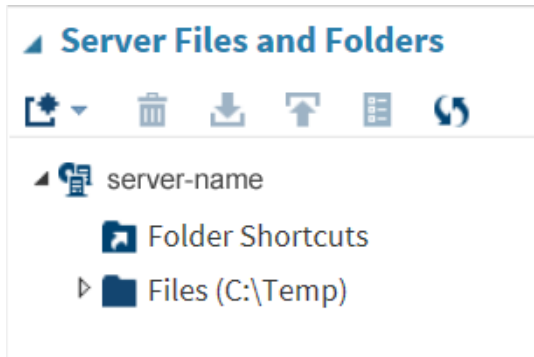 Server Files and Folders
server-name
Folder Shortcuts
Files (C:\Temp)